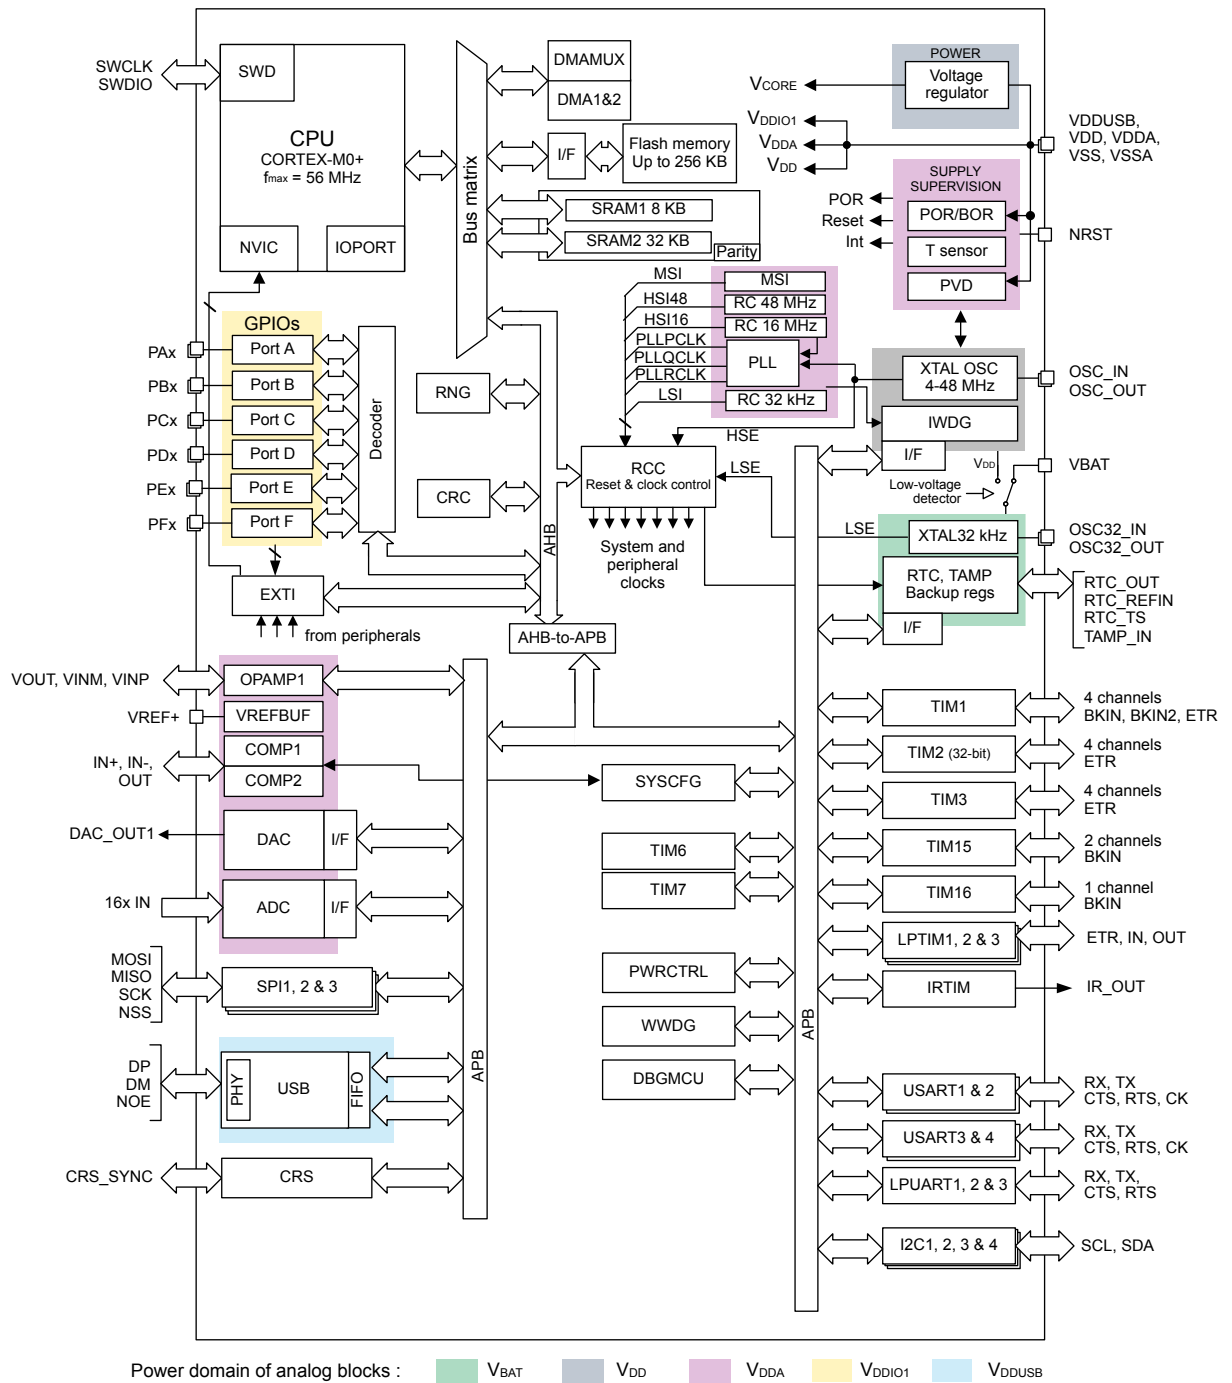 SWCLK
SWDIO
SWD
CPU
CORTEX-M0+
fmax = 56 MHz
NVIC
IOPORT
Bus matrix
DMAMUX
DMA1&2
I/F
Flash memory
Up to 256 KB
SRAM1 8 KB
SRAM2 32 KB
Parity
POWER
Voltage
regulator
VCORE
VDDIO1
VDDA
VDD
VDDUSB,
VDD, VDDA,
VSS, VSSA
SUPPLY
SUPERVISION
POR
Reset
Int
POR/BOR
T sensor
PVD
NRST
GPIOs
PAx
Port A
PBx
Port B
PCx
Port C
PDx
Port D
PEx
Port E
PFx
Port F
Decoder
EXTI
from peripherals
RNG
CRC
AHB
AHB-to-APB
MSI
MSI
HSI48
RC 48 MHz
HSI16
RC 16 MHz
PLLPCLK
PLLQCLK
PLLRCLK
PLL
LSI
RC 32 kHz
HSE
RCC
Reset & clock control
LSE
System and
peripheral
clocks
XTAL OSC
4-48 MHz
OSC_IN
OSC_OUT
IWDG
I/F
VDD
VBAT
Low-voltage
detector
LSE
XTAL32 kHz
OSC32_IN
OSC32_OUT
RTC, TAMP
Backup regs
I/F
RTC_OUT
RTC_REFIN
RTC_TS
TAMP_IN
VOUT, VINM, VINP
OPAMP1
VREF+
VREFBUF
IN+, IN-,
OUT
COMP1
COMP2
DAC_OUT1
DAC
I/F
16x IN
ADC
I/F
MOSI
MISO
SCK
NSS
SPI1, 2 & 3
DP
DM
NOE
PHY
USB
FIFO
CRS_SYNC
CRS
APB
SYSCFG
TIM6
TIM7
PWRCTRL
WWDG
DBGMCU
APB
TIM1
4 channels
BKIN, BKIN2, ETR
TIM2 (32-bit)
4 channels
ETR
TIM3
4 channels
ETR
TIM15
2 channels
BKIN
TIM16
1 channel
BKIN
LPTIM1, 2 & 3
ETR, IN, OUT
IRTIM
IR_OUT
USART1 & 2
RX, TX
CTS, RTS, CK
USART3 & 4
RX, TX
CTS, RTS, CK
LPUART1, 2 & 3
RX, TX,
CTS, RTS
I2C1, 2, 3 & 4
SCL, SDA
Power domain of analog blocks :
VBAT
VDD
VDDA
VDDIO1
VDDUSB